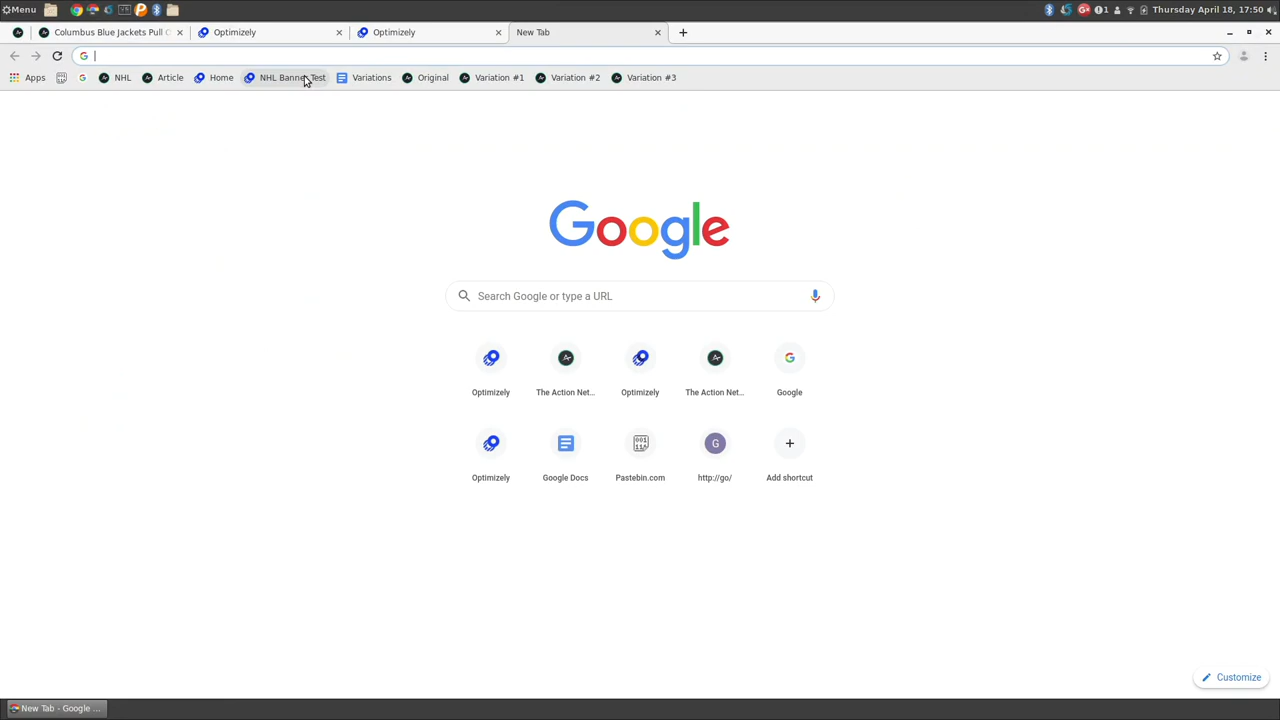 Menu
1
Thursday April 18, 17:50
Columbus Blue Jackets Pull O
Optimizely
Optimizely
New Tab
Apps
NHL
Article
Home
NHL Banner Test
Variations
Original
Variation #1
Variation #2
Variation #3
Google
Search Google or type a URL
Optimizely
The Action Net...
Optimizely
The Action Net...
Google
G
Optimizely
Google Docs
Pastebin.com
http://go/
Add shortcut
Customize
New Tab - Google ...